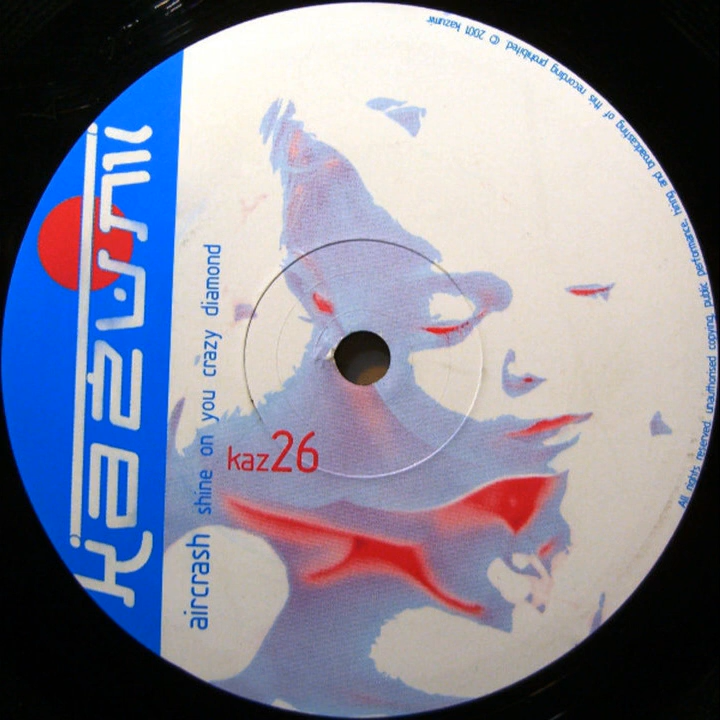 kazumi
aircrash shine on you crazy diamond
kaz26
All rights reserved unauthorised copying, public performance, hiring and broadcasting of this recording prohibited. © 2001 kazumi